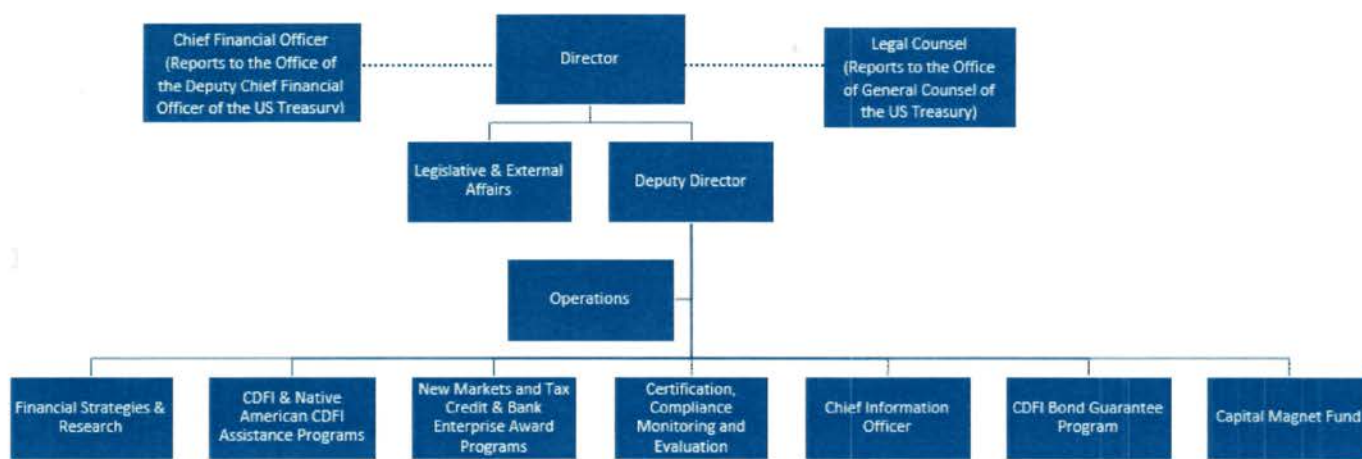 Chief Financial Officer
(Reports to the Office of
the Deputy Chief Financial
Officer of the US Treasury)
Director
Legal Counsel
(Reports to the Office
of General Counsel of
the US Treasury)
Legislative & External
Affairs
Deputy Director
Operations
Financial Strategies &
Research
CDFI & Native
American CDFI
Assistance Programs
New Markets and Tax
Credit & Bank
Enterprise Award
Programs
Certification,
Compliance
Monitoring and
Evaluation
Chief Information
Officer
CDFI Bond Guarantee
Program
Capital Magnet Fund